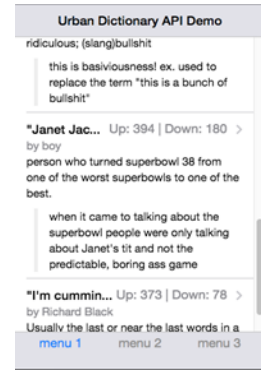 Urban Dictionary API Demo
ridiculous; (slang)bullshit
this is basiviousness! ex. used to
replace the term "this is a bunch of
bullshit"
"Janet Jac... Up: 394 | Down: 180 >
by boy
person who turned superbowl 38 from
one of the worst superbowls to one of the
best.
when it came to talking about the
superbowl people were only talking
about Janet's tit and not the
predictable, boring ass game
"I'm cummin... Up: 373 | Down: 78 >
by Richard Black
Usually the last or near the last words in a
menu 1 menu 2 menu 3